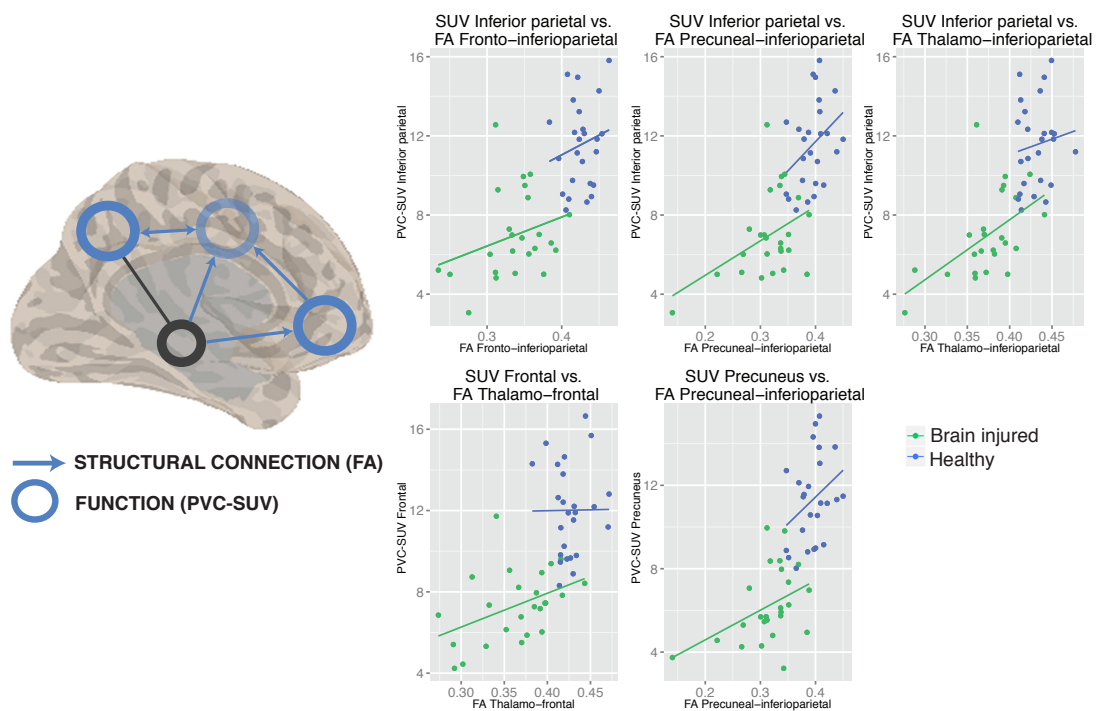 SUV Inferior parietal vs.
FA Fronto−inferioparietal
16
12
8
4
PVC−SUV Inferior parietal
0.3
0.4
FA Fronto−inferioparietal
SUV Inferior parietal vs.
FA Precuneal−inferioparietal
16
12
8
4
PVC−SUV Inferior parietal
0.2
0.3
0.4
FA Precuneal−inferioparietal
SUV Inferior parietal vs.
FA Thalamo−inferioparietal
16
12
8
4
PVC−SUV Inferior parietal
0.30
0.35
0.40
0.45
FA Thalamo−inferioparietal
STRUCTURAL CONNECTION (FA)
FUNCTION (PVC-SUV)
SUV Frontal vs.
FA Thalamo−frontal
16
12
8
4
PVC−SUV Frontal
0.30
0.35
0.40
0.45
FA Thalamo−frontal
SUV Precuneus vs.
FA Precuneal−inferioparietal
12
8
4
PVC−SUV Precuneus
0.2
0.3
0.4
FA Precuneal−inferioparietal
Brain injured
Healthy